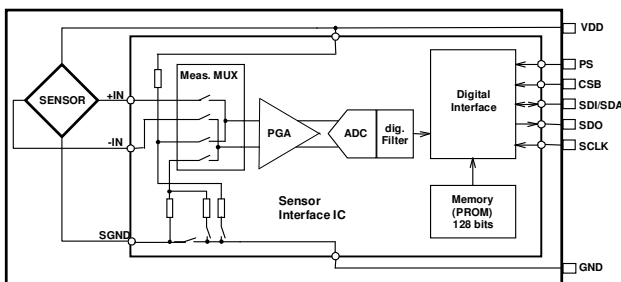 VDD
PS
Meas. MUX
CSB
Digital
Interface
+IN
SENSOR
SDI/SDA
PGA
ADC
dig.
Filter
SDO
-IN
SCLK
Sensor
Interface IC
Memory
(PROM)
128 bits
SGND
GND